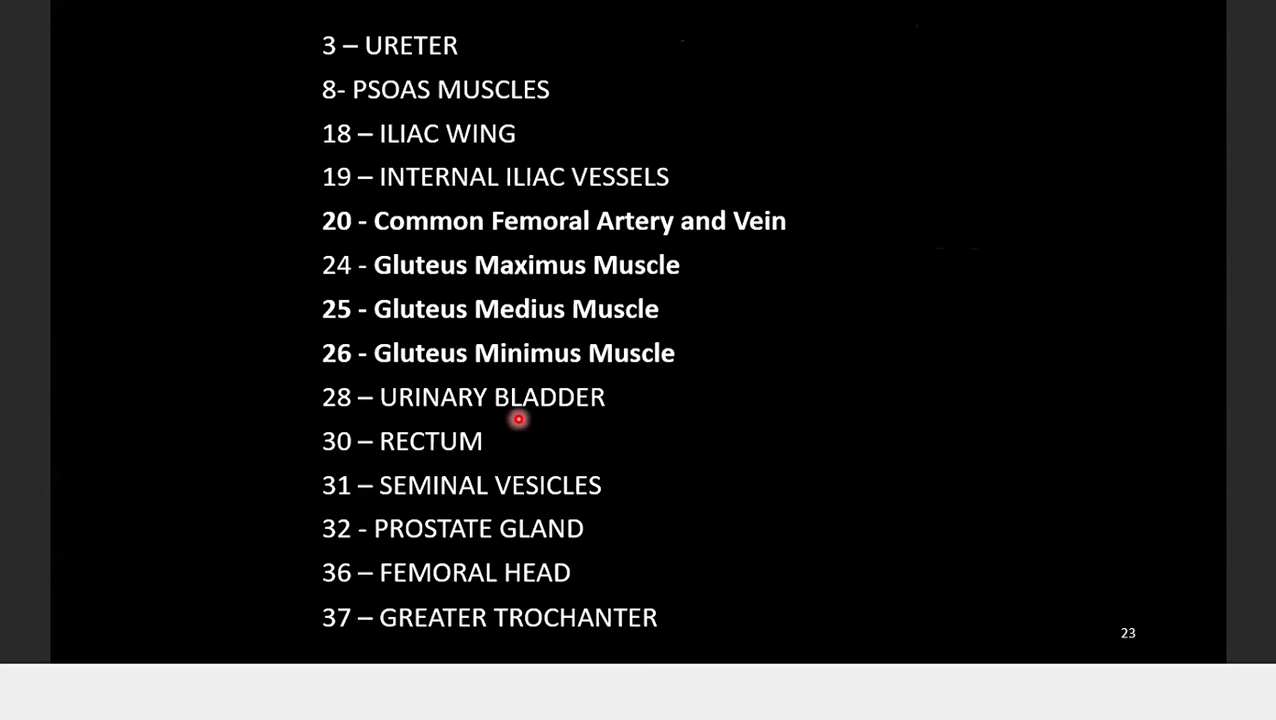 3 – URETER
8- PSOAS MUSCLES
18 – ILIAC WING
19 – INTERNAL ILIAC VESSELS
20 - Common Femoral Artery and Vein
24 - Gluteus Maximus Muscle
25 - Gluteus Medius Muscle
26 - Gluteus Minimus Muscle
28 – URINARY BLADDER
30 – RECTUM
31 – SEMINAL VESICLES
32 - PROSTATE GLAND
36 – FEMORAL HEAD
37 – GREATER TROCHANTER
23